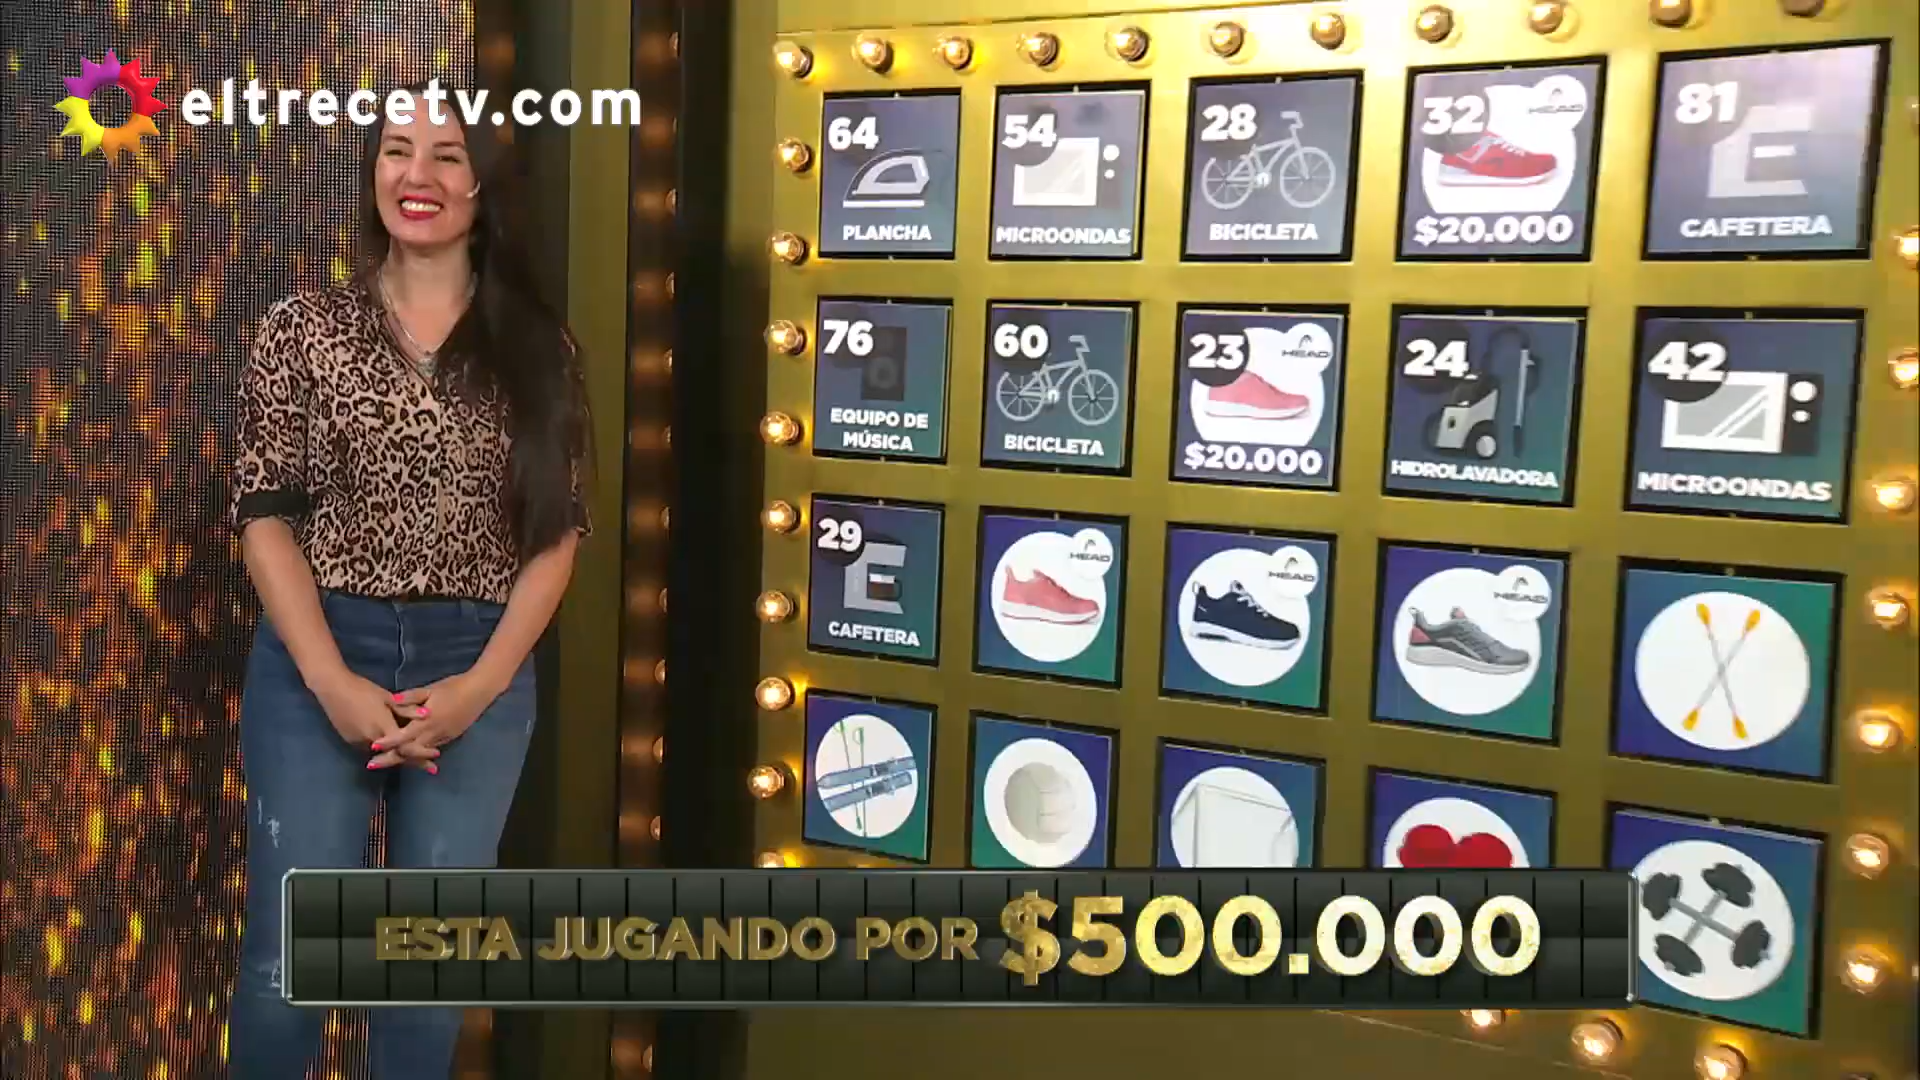 eltrecetv.com
64
PLANCHA
54
MICROONDAS
28
BICICLETA
32
HEAD
$20.000
81
CAFETERA
76
EQUIPO DE
MÚSICA
60
BICICLETA
23
HEAD
$20.000
24
HIDROLAVADORA
42
MICROONDAS
29
CAFETERA
HEAD
HEAD
HEAD
ESTA JUGANDO POR $500.000